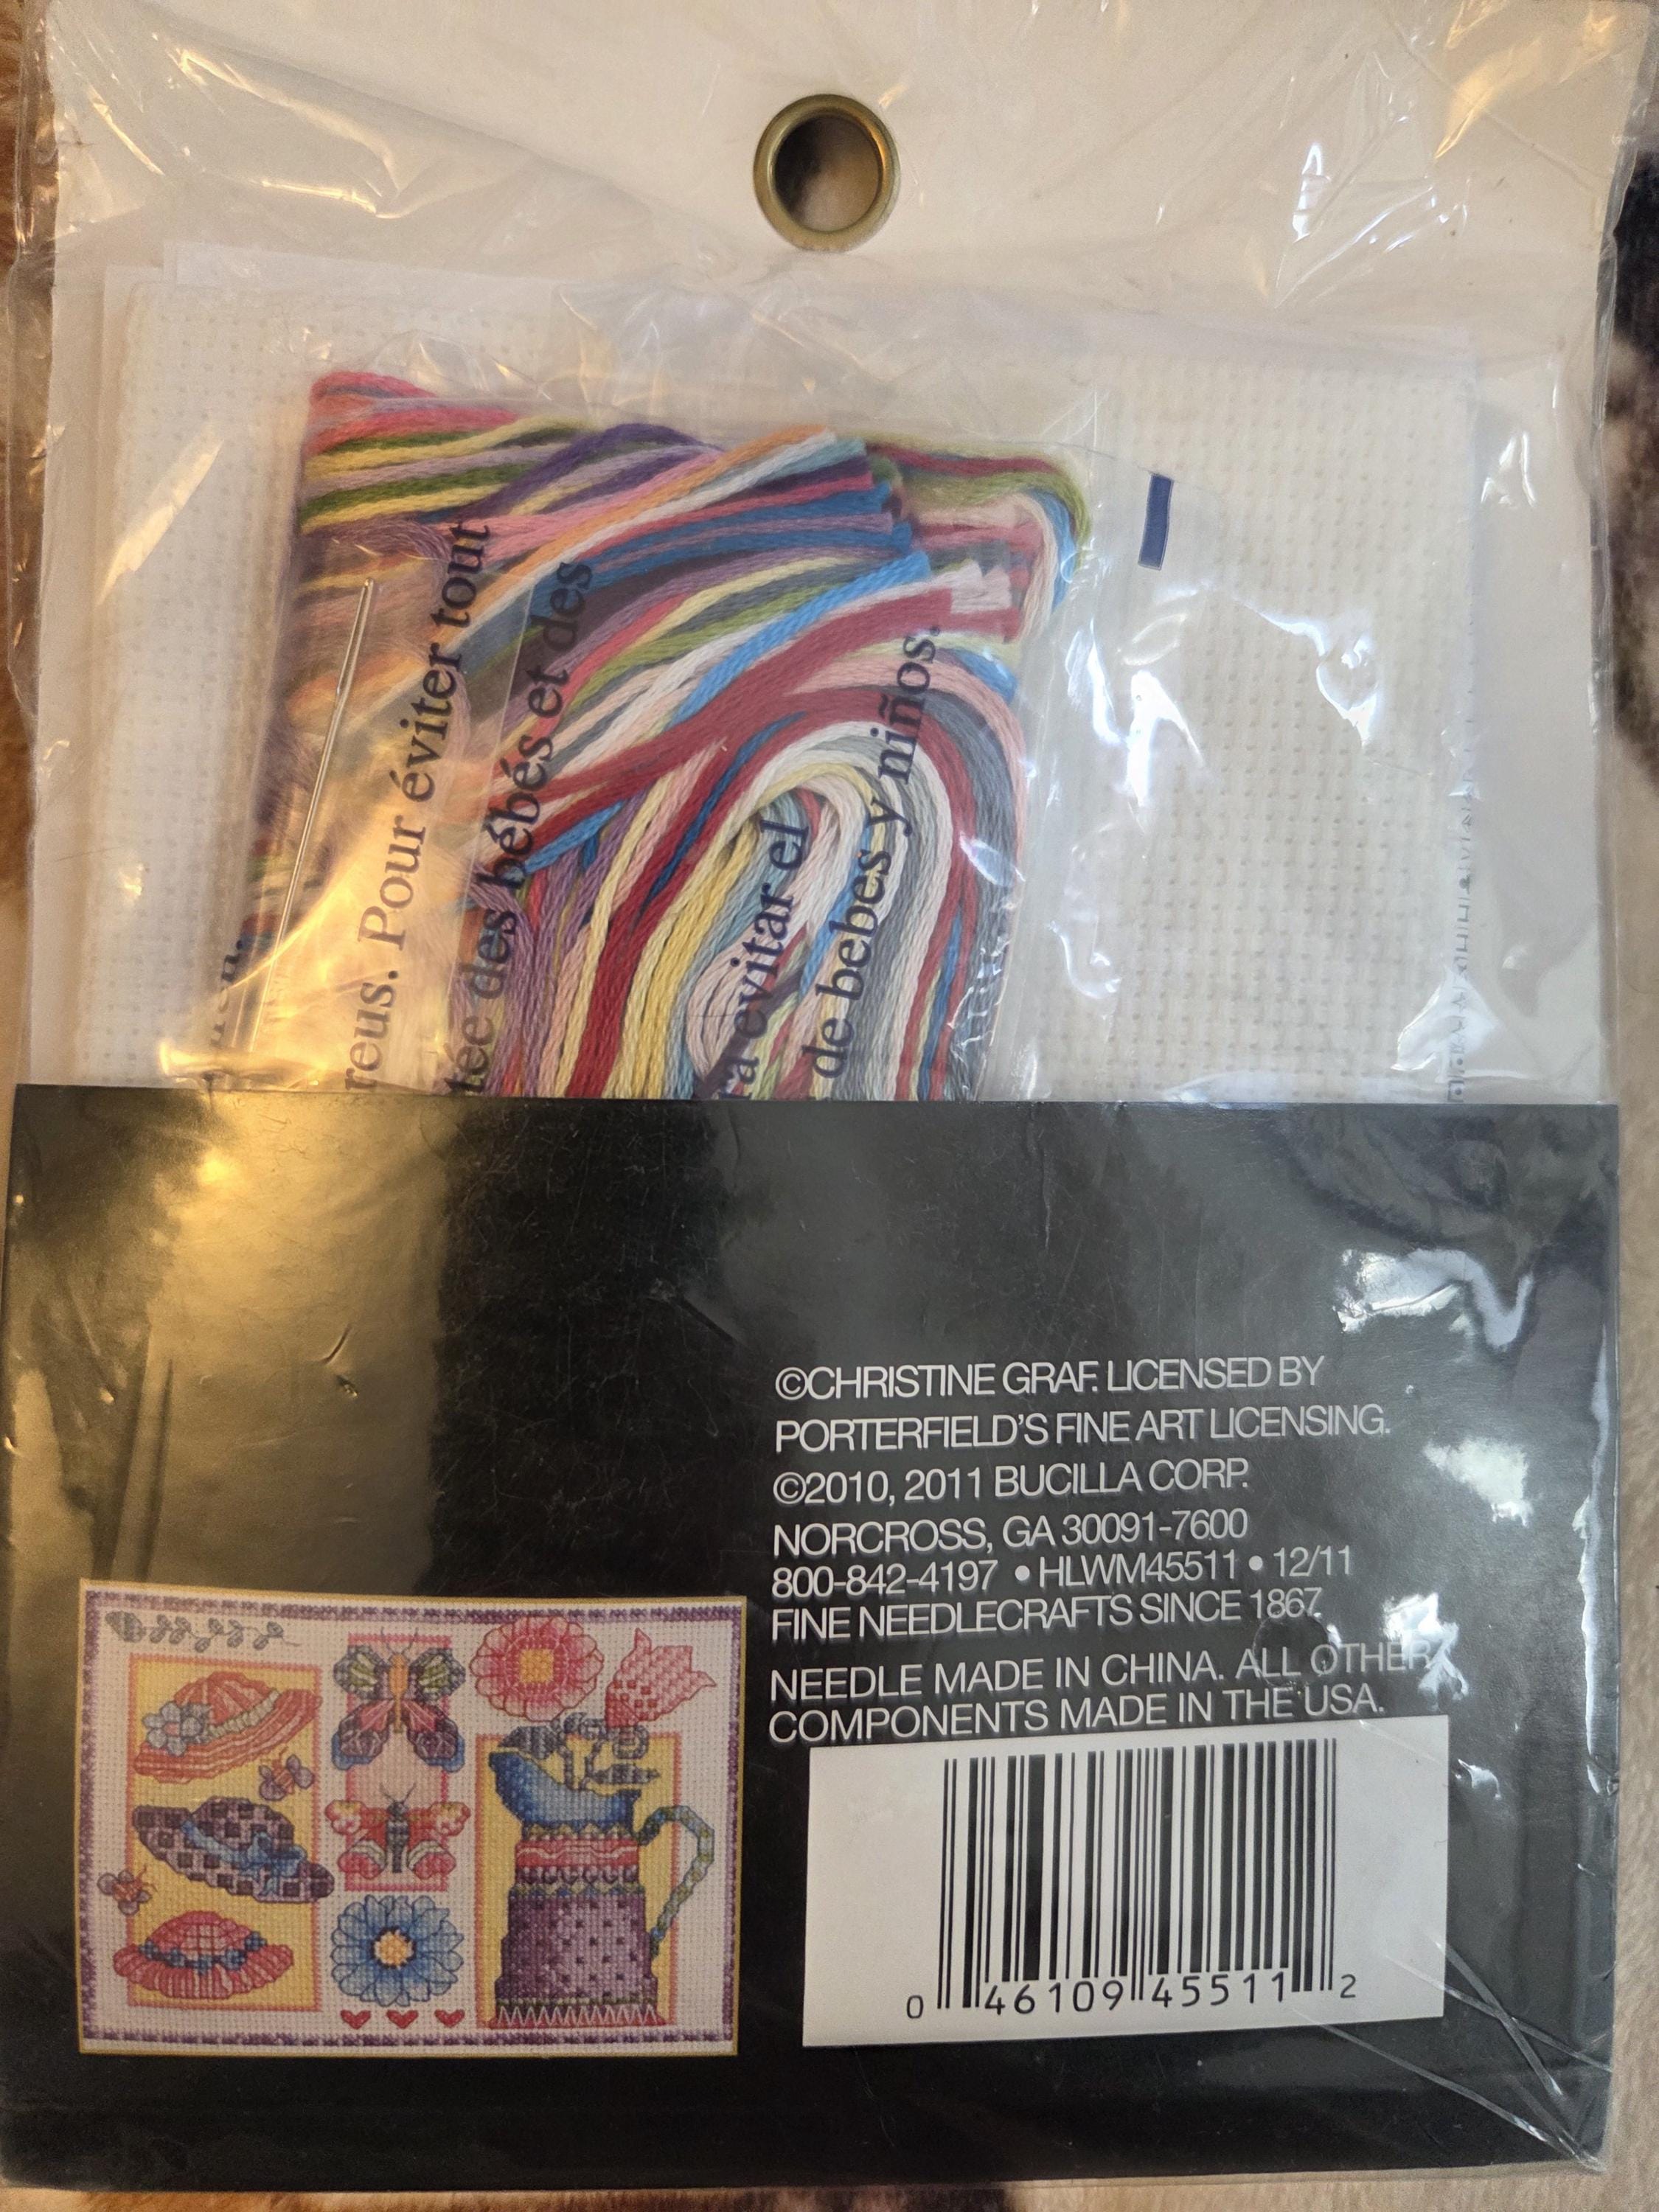 reus. Pour éviter tout
tée des bébés et des
ra evitar el
de bebes y niños.
©CHRISTINE GRAF. LICENSED BY
PORTERFIELD'S FINE ART LICENSING.
©2010, 2011 BUCILLA CORP.
NORCROSS, GA 30091-7600
800-842-4197 • HLWM45511 • 12/11
FINE NEEDLECRAFTS SINCE 1867.
NEEDLE MADE IN CHINA. ALL OTHER
COMPONENTS MADE IN THE USA.
0 46109 45511 2